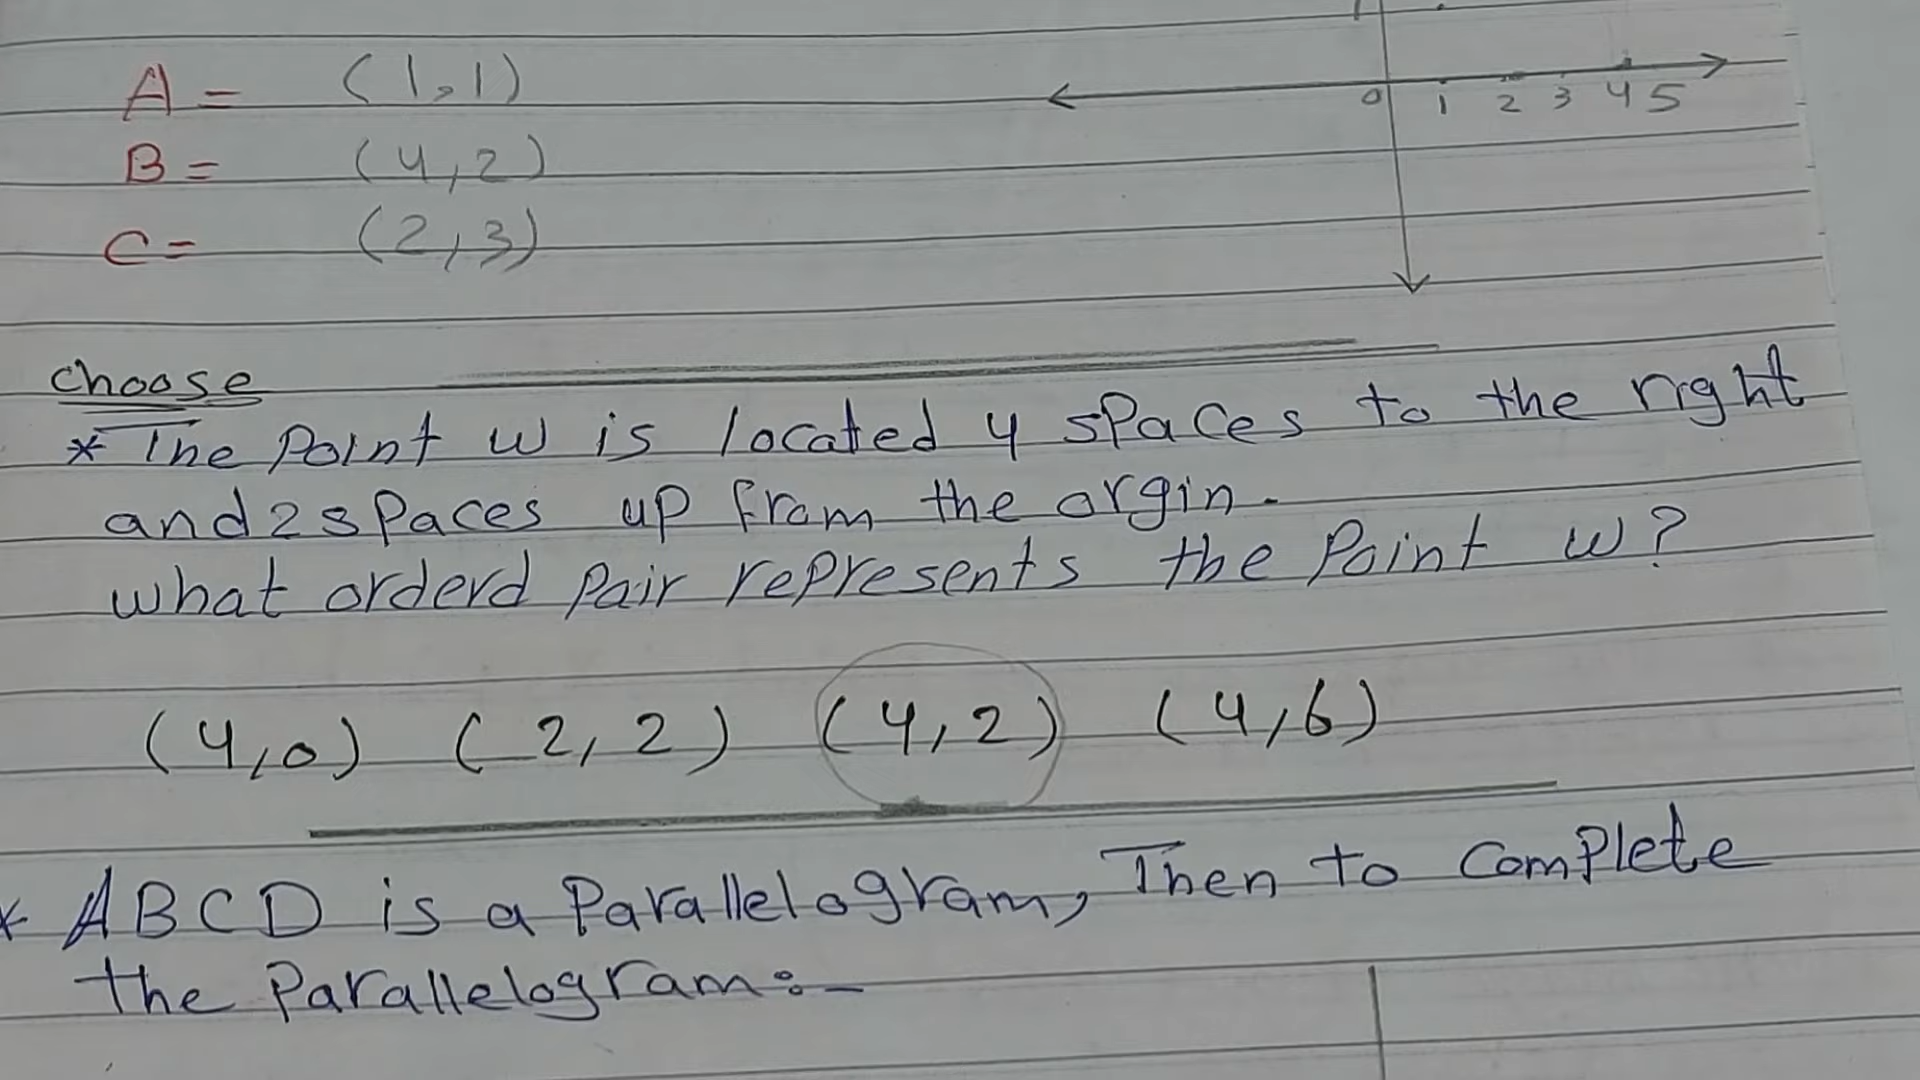 A = (1,1)
0 1 2 3 4 5
B = (4,2)
C = (2,3)
choose
* The Point w is located 4 spaces to the right
and 2 spaces up from the orgin.
what orderd pair represents the Point w?
(4,0) (2,2) (4,2) (4,6)
* ABCD is a Parallelogram, Then to complete
the Parallelogram:-